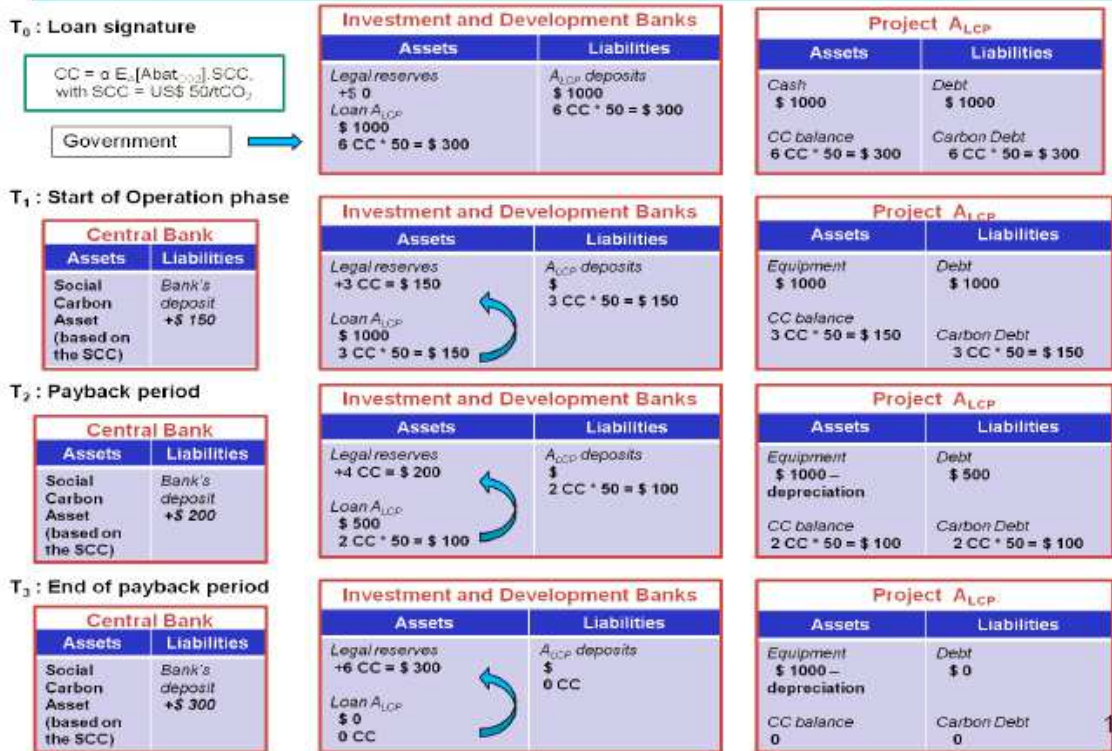 T₀ : Loan signature
CC = α E₀[Abat CO₂].SCC,
with SCC = US$ 50/tCO₂
Government
Investment and Development Banks
Assets Liabilities
Legal reserves
+$ 0
Loan A_LCP
$ 1000
6 CC * 50 = $ 300
A_LCP deposits
$ 1000
6 CC * 50 = $ 300
Project A_LCP
Assets Liabilities
Cash
$ 1000
CC balance
6 CC * 50 = $ 300
Debt
$ 1000
Carbon Debt
6 CC * 50 = $ 300
T₁ : Start of Operation phase
Central Bank
Assets Liabilities
Social
Carbon
Asset
(based on
the SCC)
Bank's
deposit
+$ 150
Investment and Development Banks
Assets Liabilities
Legal reserves
+3 CC = $ 150
Loan A_LCP
$ 1000
3 CC * 50 = $ 150
A_LCP deposits
$
3 CC * 50 = $ 150
Project A_LCP
Assets Liabilities
Equipment
$ 1000
CC balance
3 CC * 50 = $ 150
Debt
$ 1000
Carbon Debt
3 CC * 50 = $ 150
T₂ : Payback period
Central Bank
Assets Liabilities
Social
Carbon
Asset
(based on
the SCC)
Bank's
deposit
+$ 200
Investment and Development Banks
Assets Liabilities
Legal reserves
+4 CC = $ 200
Loan A_LCP
$ 500
2 CC * 50 = $ 100
A_LCP deposits
$
2 CC * 50 = $ 100
Project A_LCP
Assets Liabilities
Equipment
$ 1000 –
depreciation
CC balance
2 CC * 50 = $ 100
Debt
$ 500
Carbon Debt
2 CC * 50 = $ 100
T₃ : End of payback period
Central Bank
Assets Liabilities
Social
Carbon
Asset
(based on
the SCC)
Bank's
deposit
+$ 300
Investment and Development Banks
Assets Liabilities
Legal reserves
+6 CC = $ 300
Loan A_LCP
$ 0
0 CC
A_LCP deposits
$
0 CC
Project A_LCP
Assets Liabilities
Equipment
$ 1000 –
depreciation
CC balance
0
Debt
$ 0
Carbon Debt
0
1